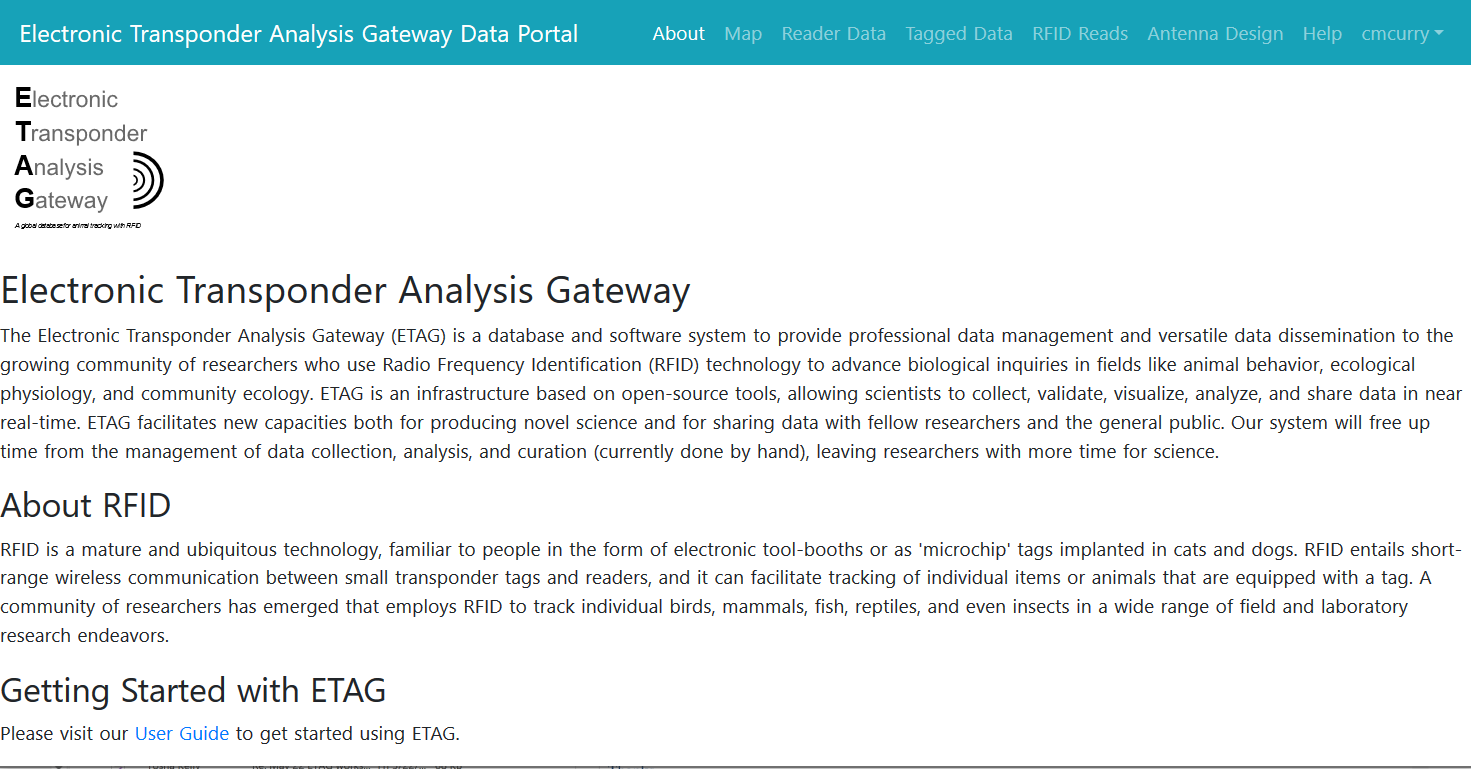 Electronic Transponder Analysis Gateway Data Portal About Map Reader Data Tagged Data RFID Reads Antenna Design Help cmcurry
Electronic
Transponder
Analysis
Gateway
A global database for animal tracking with RFID
Electronic Transponder Analysis Gateway
The Electronic Transponder Analysis Gateway (ETAG) is a database and software system to provide professional data management and versatile data dissemination to the
growing community of researchers who use Radio Frequency Identification (RFID) technology to advance biological inquiries in fields like animal behavior, ecological
physiology, and community ecology. ETAG is an infrastructure based on open-source tools, allowing scientists to collect, validate, visualize, analyze, and share data in near
real-time. ETAG facilitates new capacities both for producing novel science and for sharing data with fellow researchers and the general public. Our system will free up
time from the management of data collection, analysis, and curation (currently done by hand), leaving researchers with more time for science.
About RFID
RFID is a mature and ubiquitous technology, familiar to people in the form of electronic tool-booths or as 'microchip' tags implanted in cats and dogs. RFID entails short-
range wireless communication between small transponder tags and readers, and it can facilitate tracking of individual items or animals that are equipped with a tag. A
community of researchers has emerged that employs RFID to track individual birds, mammals, fish, reptiles, and even insects in a wide range of field and laboratory
research endeavors.
Getting Started with ETAG
Please visit our User Guide to get started using ETAG.